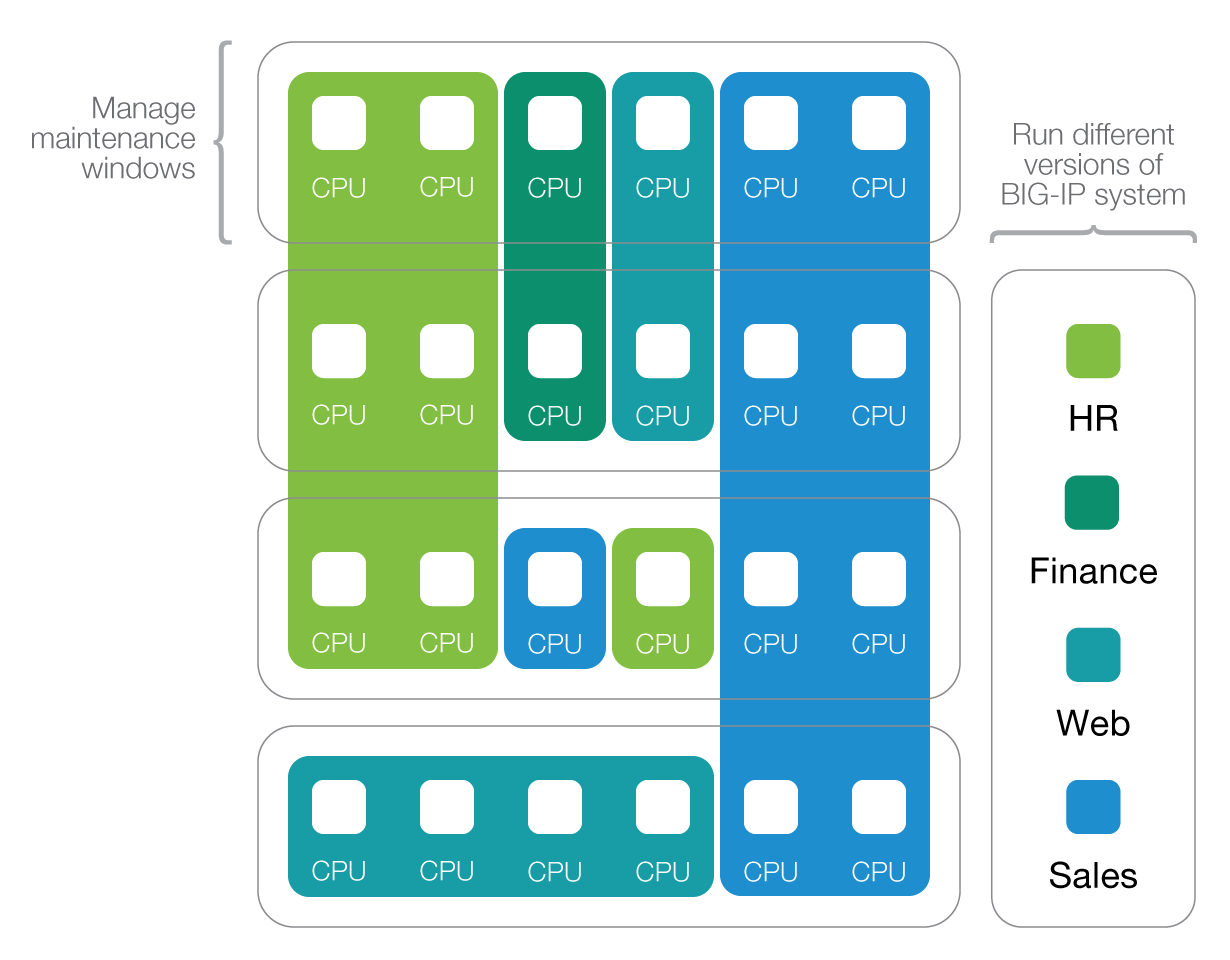 Manage
maintenance
windows
Run different
versions of
BIG-IP system
CPU CPU CPU CPU CPU CPU
CPU CPU CPU CPU CPU CPU
CPU CPU CPU CPU CPU CPU
CPU CPU CPU CPU CPU CPU
HR
Finance
Web
Sales